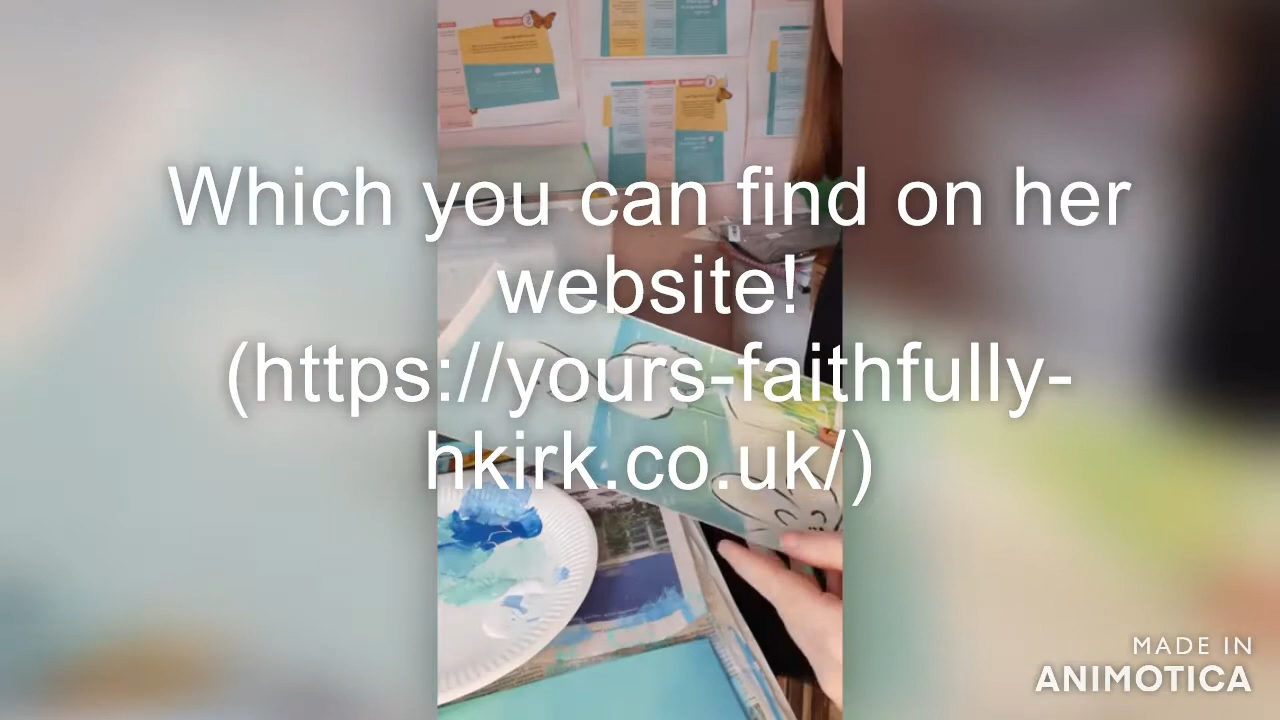 Which you can find on her
website!
(https://yours-faithfully-
hkirk.co.uk/)
MADE IN
ANIMOTICA